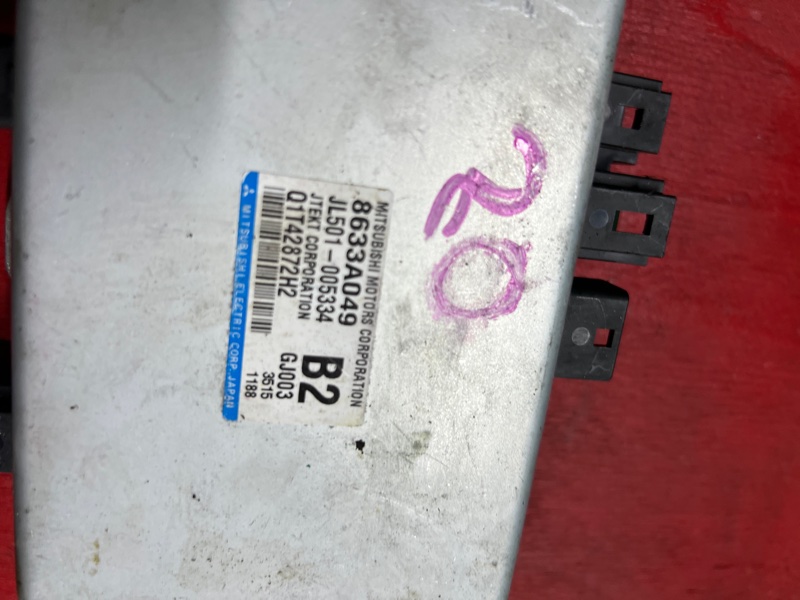 MITSUBISHI MOTORS CORPORATION
8633A049 B2
JL501-005334
JTEKT CORPORATION GJ003
Q1T42872H2 3515
1188
MITSUBISHI ELECTRIC CORP. JAPAN
20